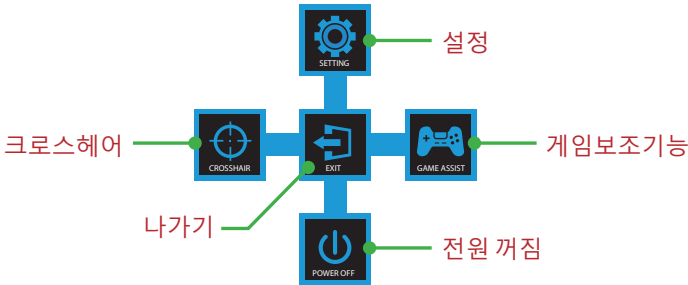 SETTING
설정
크로스헤어
CROSSHAIR
EXIT
GAME ASSIST
게임보조기능
나가기
POWER OFF
전원 꺼짐